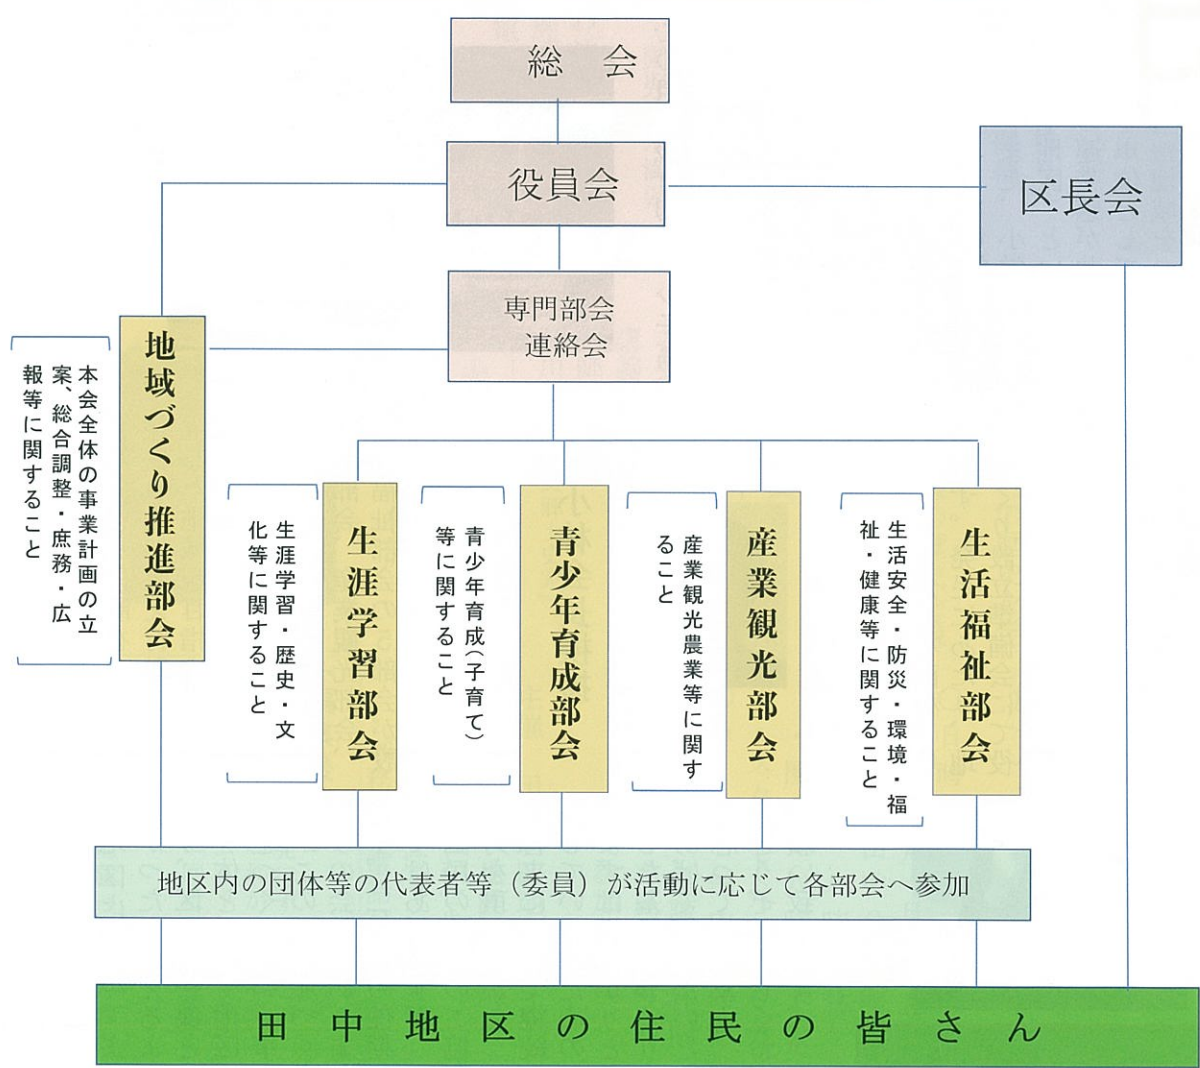 総 会
役員会
区長会
専門部会
連絡会
地域づくり推進部会
本会全体の事業計画の立
案、総合調整・庶務・広
報等に関すること
生涯学習部会
生涯学習・歴史・文
化等に関すること
青少年育成部会
青少年育成(子育て)
等に関すること
産業観光部会
産業観光農業等に関す
ること
生活福祉部会
生活安全・防災・環境・福
祉・健康等に関すること
地区内の団体等の代表者等（委員）が活動に応じて各部会へ参加
田中地区の住民の皆さん